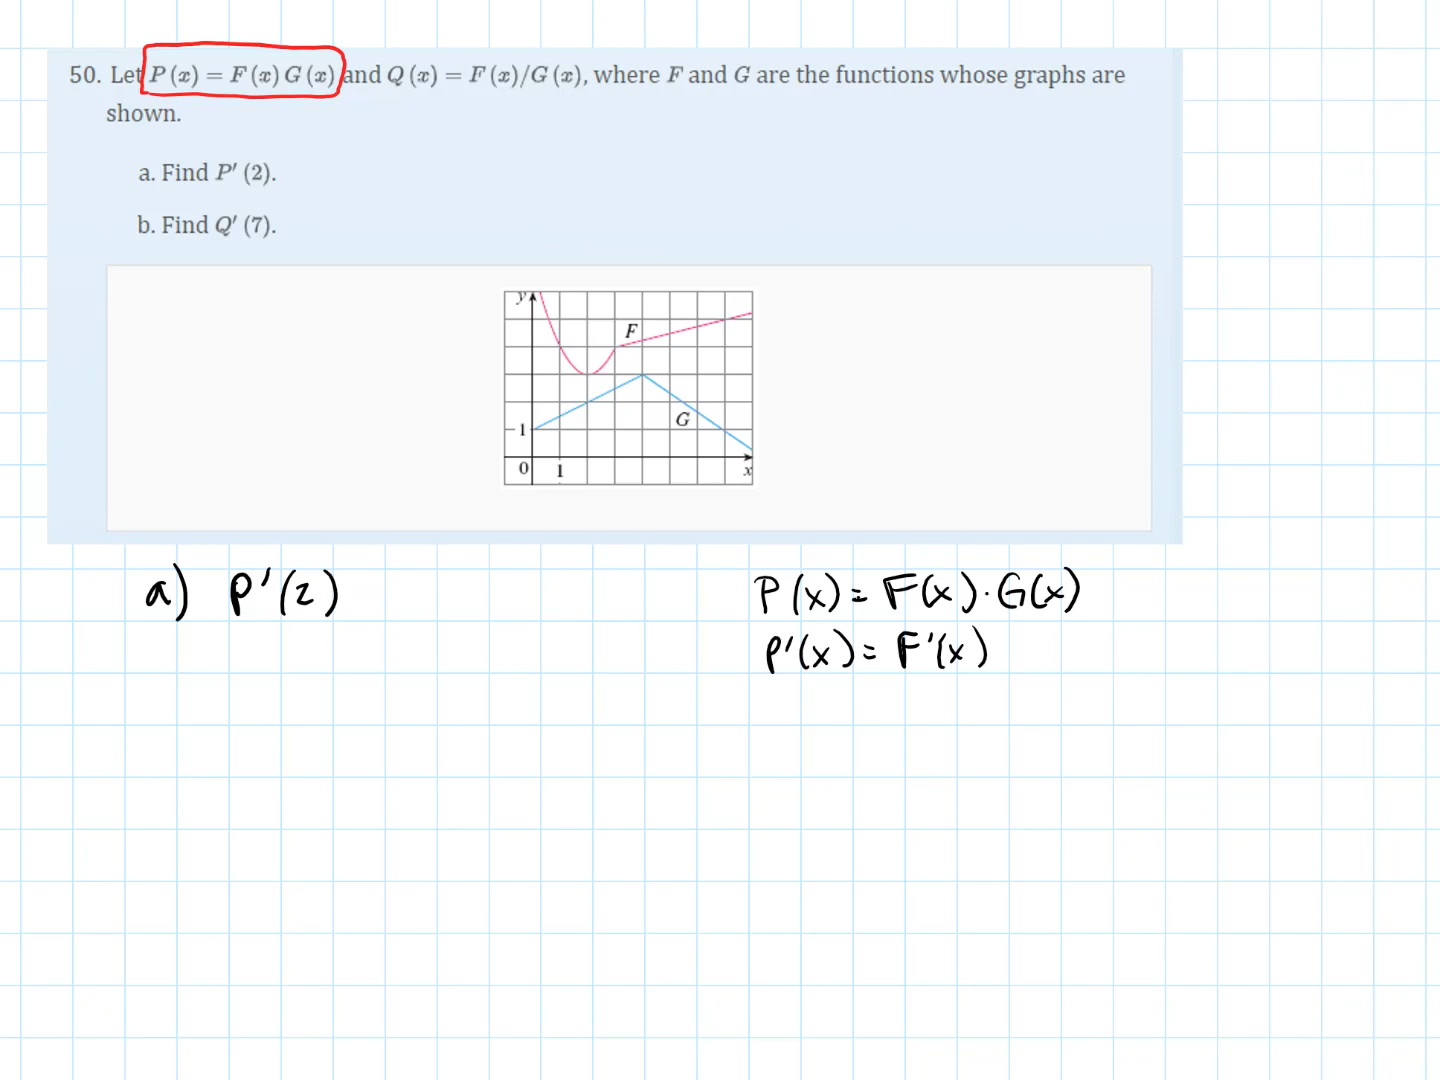 50. Let P (x) = F (x) G (x) and Q (x) = F (x)/G (x), where F and G are the functions whose graphs are
shown.
a. Find P′ (2).
b. Find Q′ (7).
y
F
G
1
0 1 x
a) P'(2)
P(x) = F(x) · G(x)
P'(x) = F'(x)